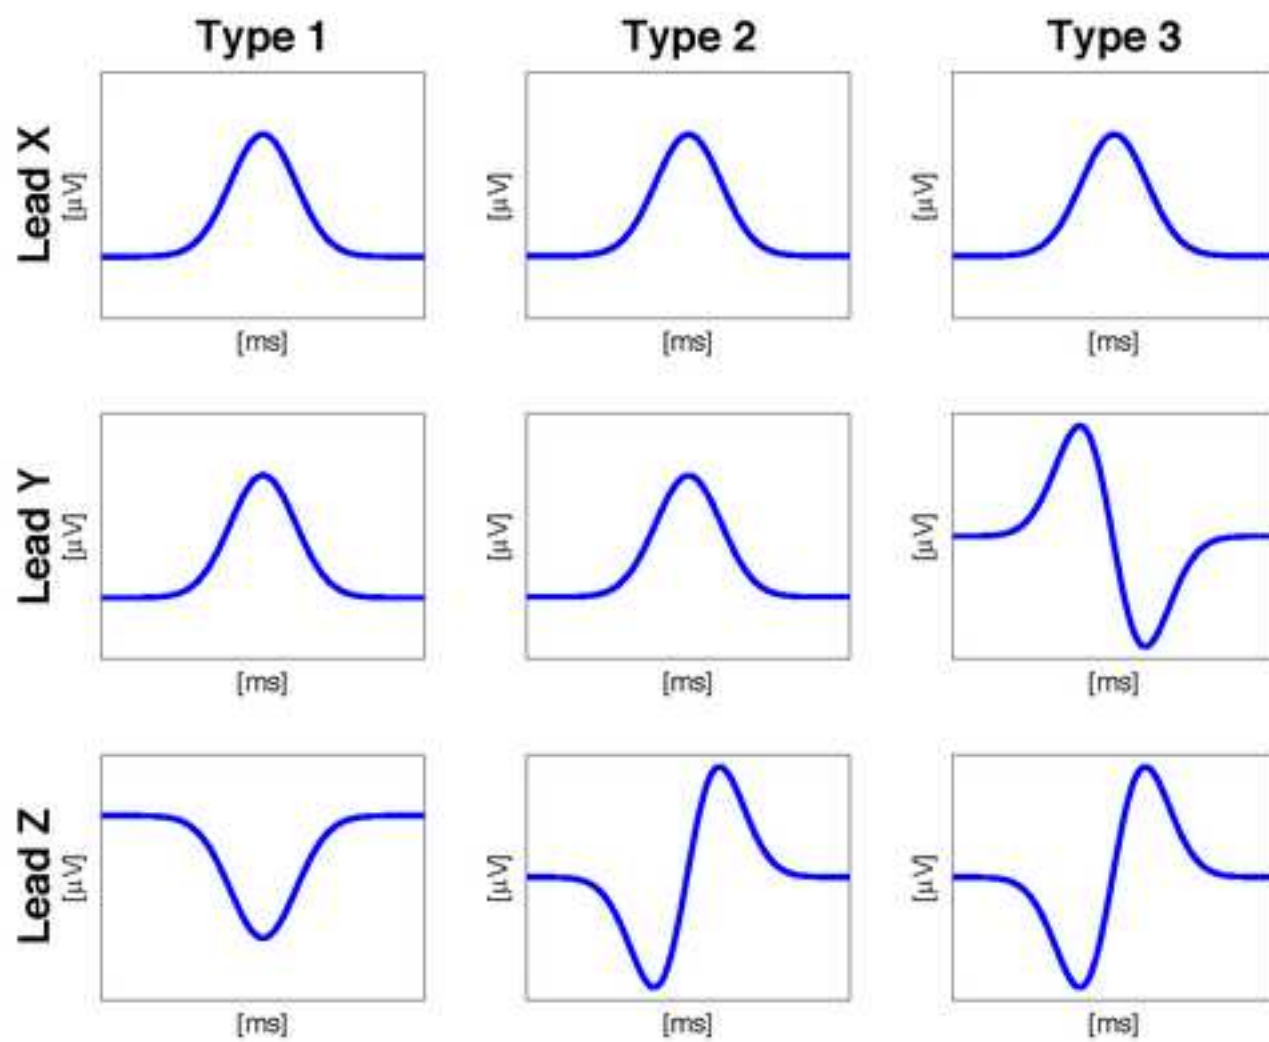 Type 1 Type 2 Type 3
Lead X
[μV] [μV] [μV]
[ms] [ms] [ms]
Lead Y
[μV] [μV] [μV]
[ms] [ms] [ms]
Lead Z
[μV] [μV] [μV]
[ms] [ms] [ms]